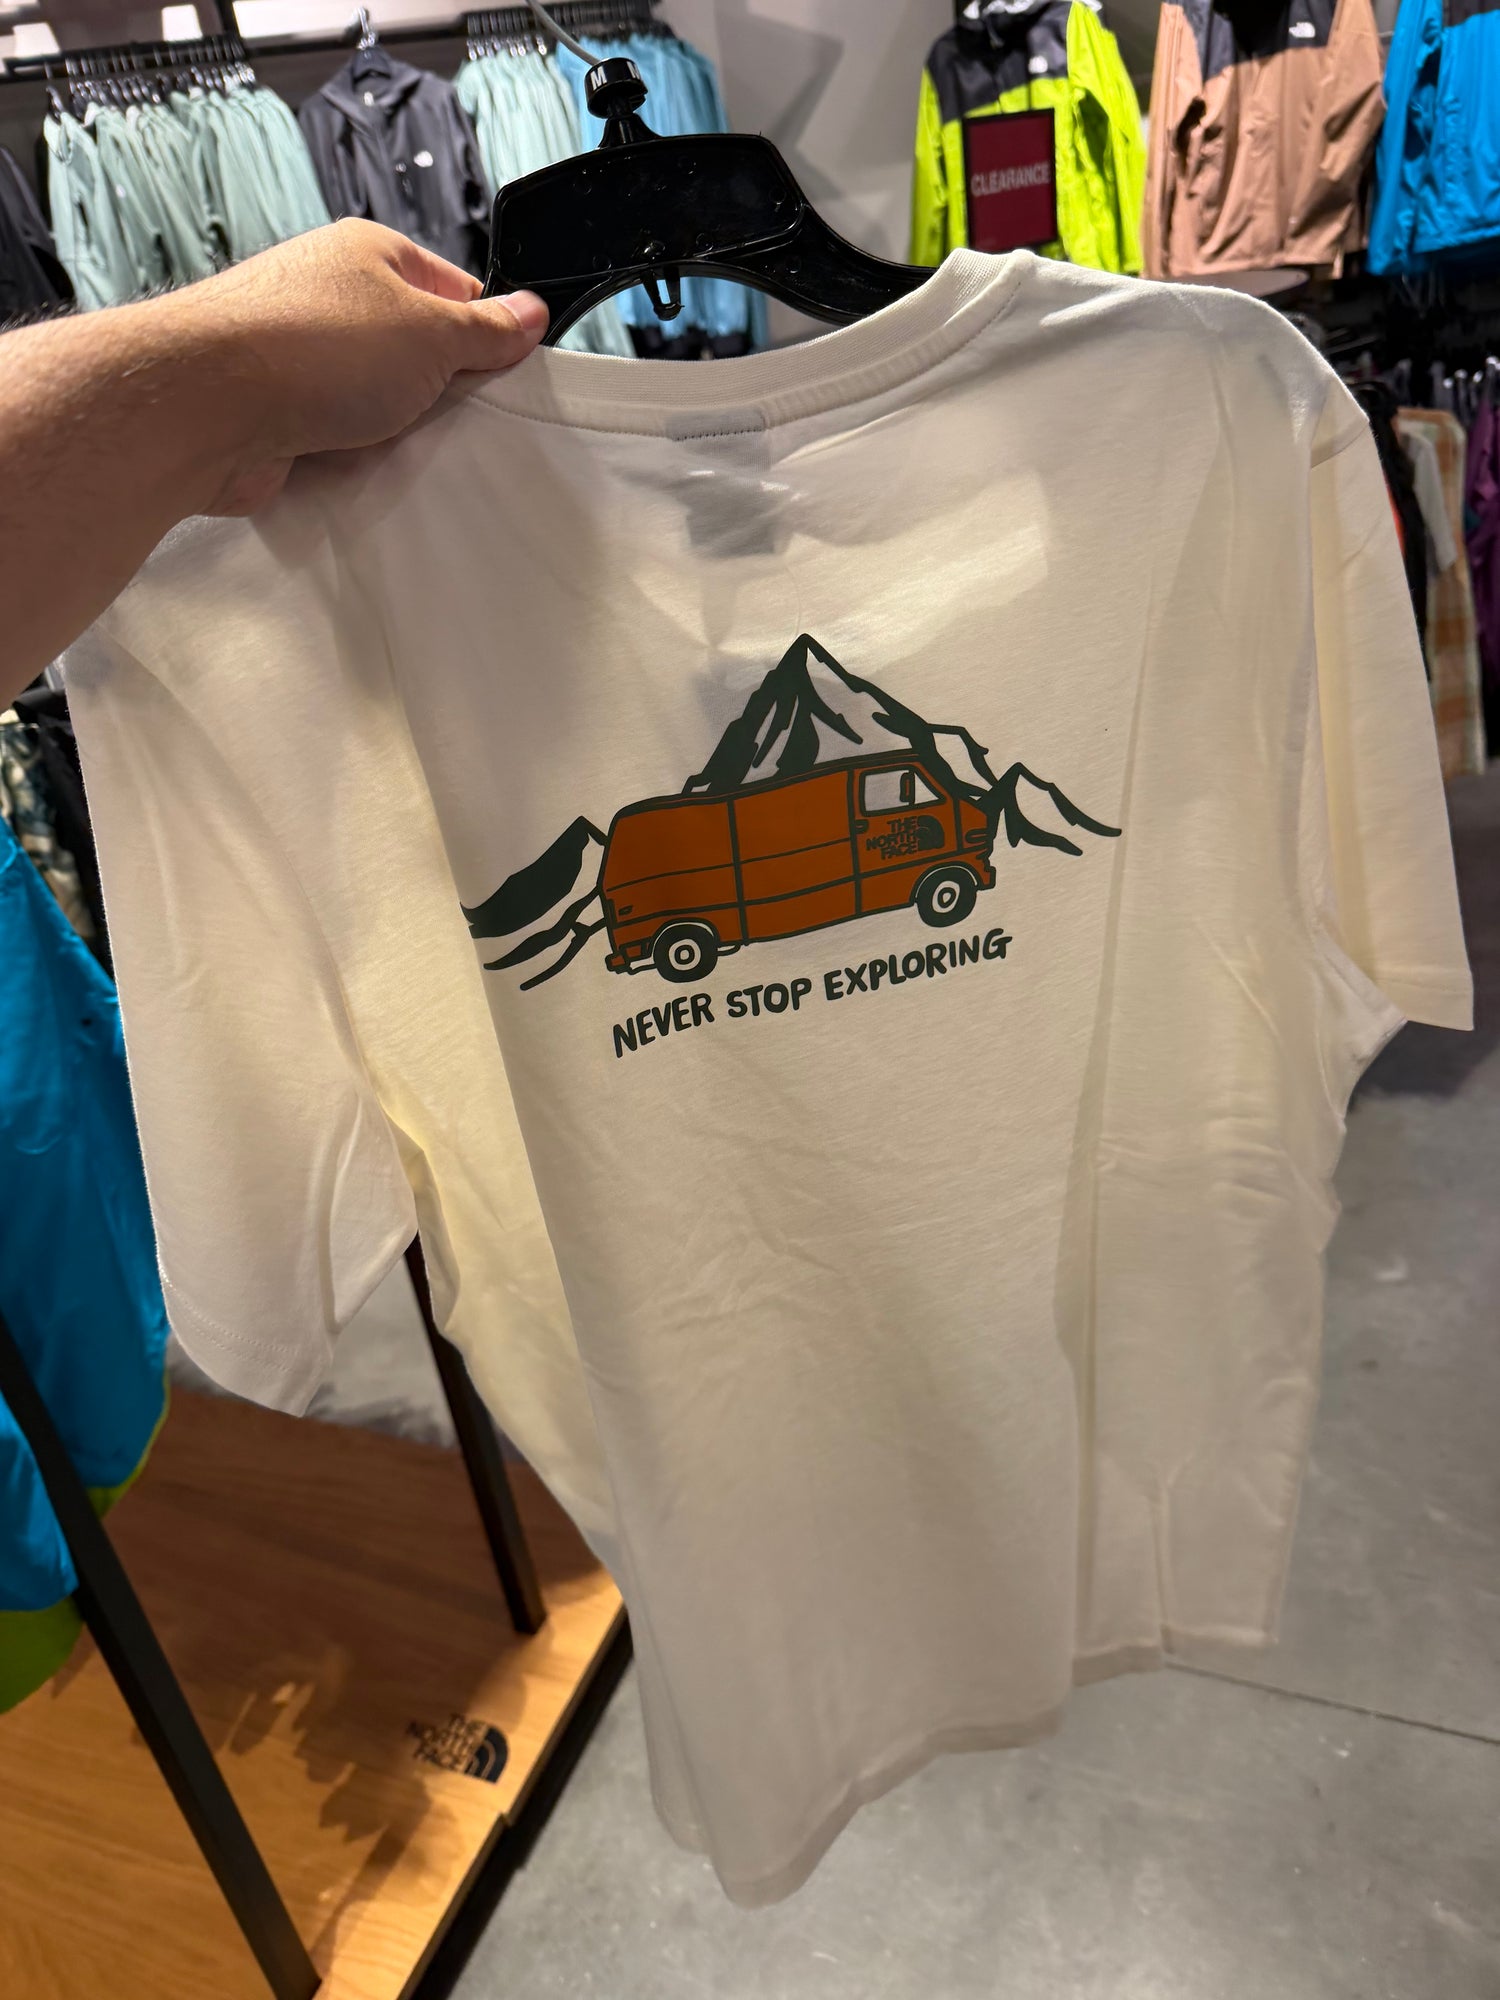 M
CLEARANCE
THE
NORTH
FACE
NEVER STOP EXPLORING
THE
NORTH
FACE